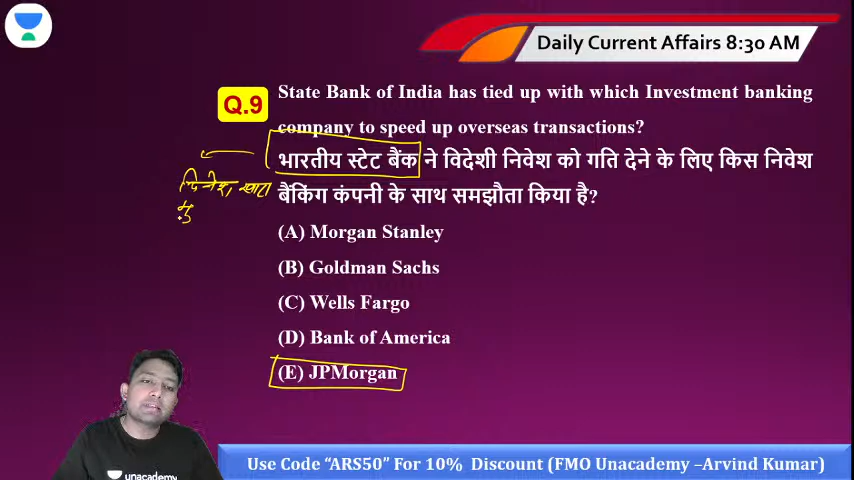 Daily Current Affairs 8:30 AM
Q.9
State Bank of India has tied up with which Investment banking
company to speed up overseas transactions?
भारतीय स्टेट बैंक ने विदेशी निवेश को गति देने के लिए किस निवेश
बैंकिंग कंपनी के साथ समझौता किया है?
दिनेश खारा
मु
(A) Morgan Stanley
(B) Goldman Sachs
(C) Wells Fargo
(D) Bank of America
(E) JPMorgan
unacademy
Use Code “ARS50” For 10% Discount (FMO Unacademy –Arvind Kumar)